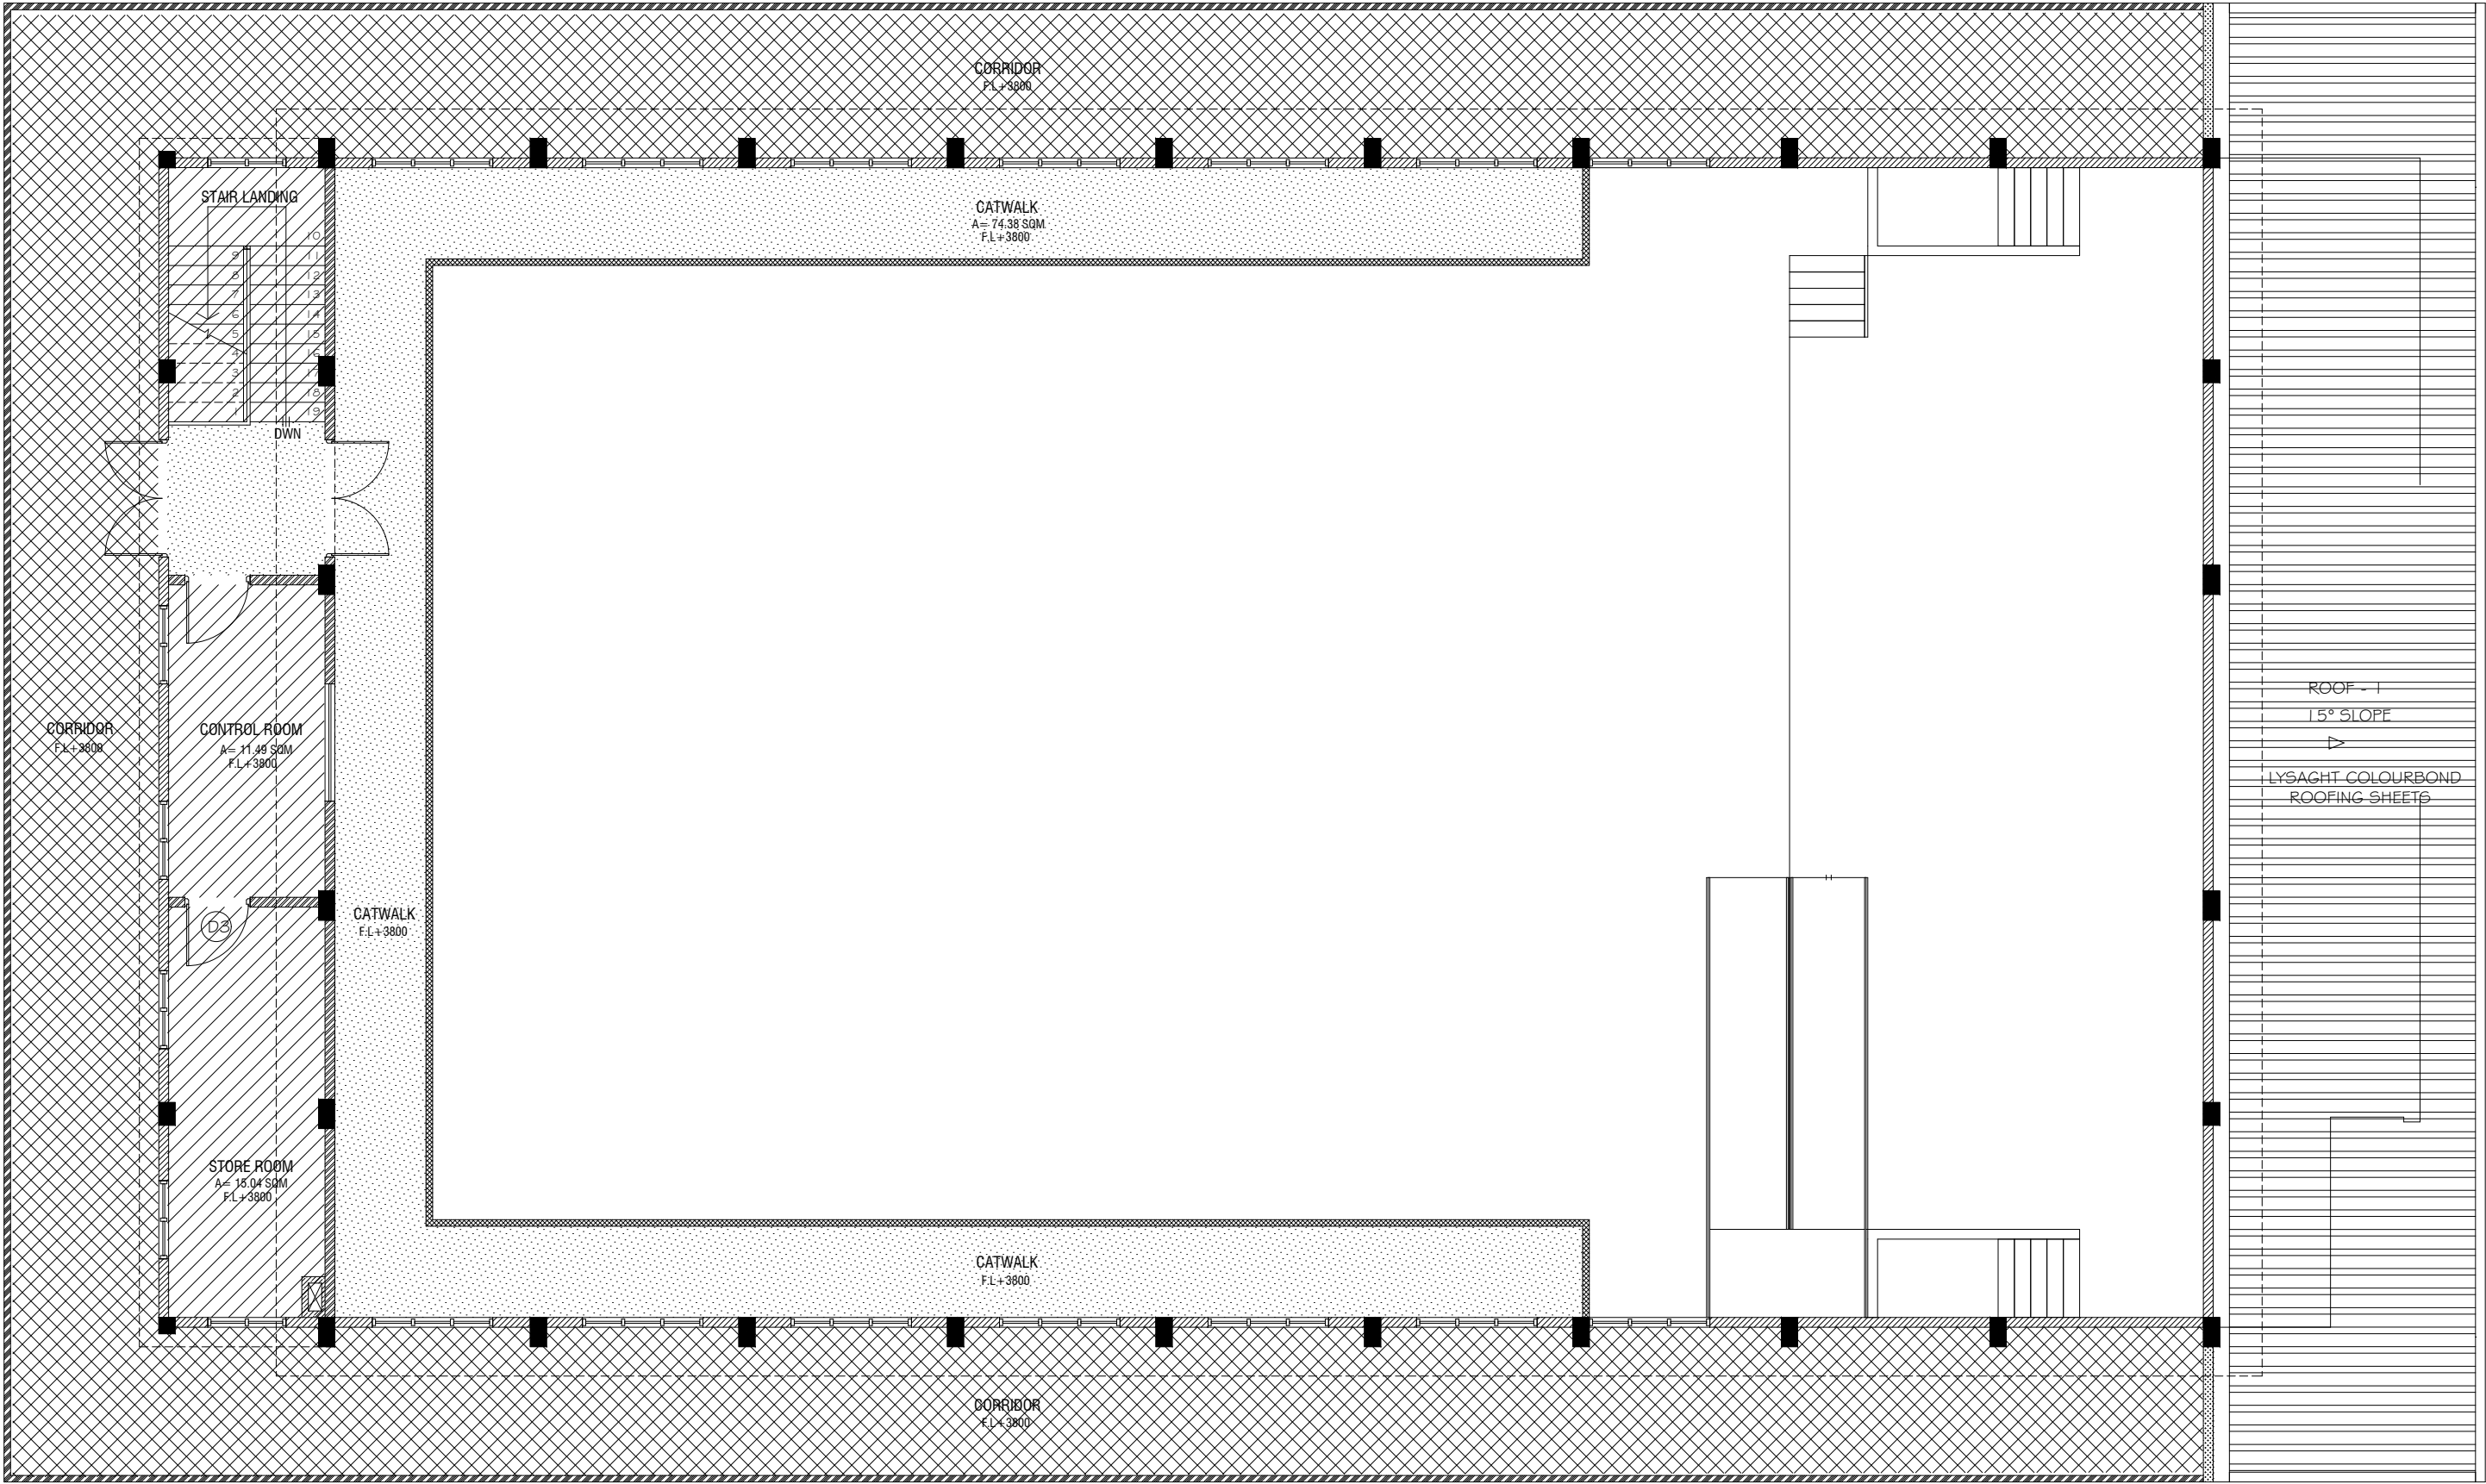 CORRIDOR
F.L+3800
STAIR LANDING
CATWALK
A= 74.38 SQM
F.L+3800
10
9 11
8 12
7 13
6 14
5 15
4 16
3 17
2 18
1 19
DWN
CORRIDOR
F.L+3800
CONTROL ROOM
A= 11.49 SQM
F.L+3800
ROOF - 1
15° SLOPE
LYSAGHT COLOURBOND
ROOFING SHEETS
D3
CATWALK
F.L+3800
STORE ROOM
A= 15.04 SQM
F.L+3800
CATWALK
F.L+3800
CORRIDOR
F.L+3800